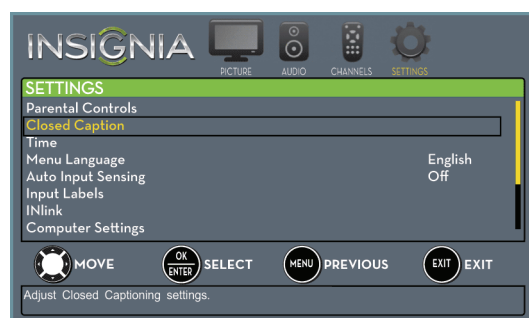 INSIGNIA
PICTURE AUDIO CHANNELS SETTINGS
SETTINGS
Parental Controls
Closed Caption
Time
Menu Language English
Auto Input Sensing Off
Input Labels
INlink
Computer Settings
MOVE OK ENTER SELECT MENU PREVIOUS EXIT EXIT
Adjust Closed Captioning settings.